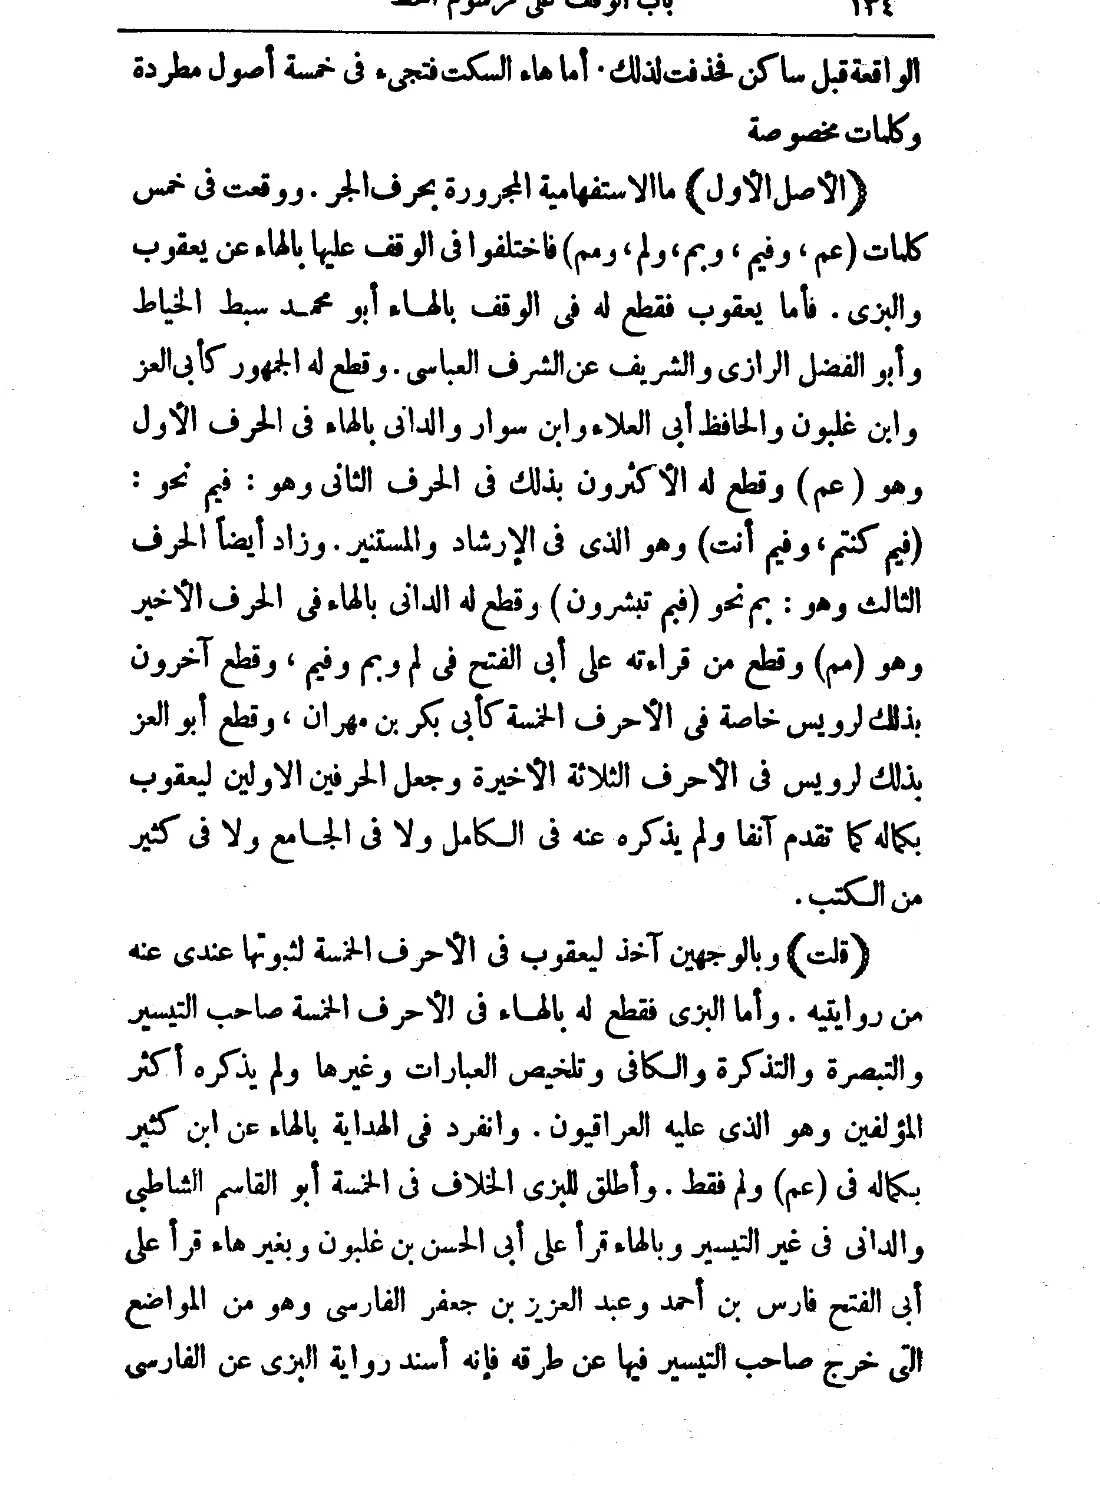 ١٣٤
باب الوقف على مرسوم الخط
الواقعة قبل ساكن فحذفت لذلك . أما هاء السكت فتجيء فى خمسة أصول مطردة
وكلمات مخصوصة
(الأصل الأول) ما الاستفهامية المجرورة بحرف الجر . ووقعت فى خمس
كلمات (عم ، وفيم ، وبم ، ولم ، ومم) فاختلفوا فى الوقف عليها بالهاء عن يعقوب
والبزى . فأما يعقوب فقطع له فى الوقف بالهاء أبو محمد سبط الخياط
وأبو الفضل الرازى والشريف عن الشرف العباسى . وقطع له الجمهور كأبى العز
وابن غلبون والحافظ أبى العلاء وابن سوار والدانى بالهاء فى الحرف الأول
وهو (عم) وقطع له الأكثرون بذلك فى الحرف الثانى وهو : فيم نحو :
(فيم كنتم ، وفيم أنت) وهو الذى فى الإرشاد والمستنير . وزاد أيضاً الحرف
الثالث وهو : بم نحو (فبم تبشرون) وقطع له الدانى بالهاء فى الحرف الأخير
وهو (مم) وقطع من قراءته على أبى الفتح فى لم وبم وفيم ، وقطع آخرون
بذلك لرويس خاصة فى الأحرف الخمسة كأبى بكر بن مهران ، وقطع أبو العز
بذلك لرويس فى الأحرف الثلاثة الأخيرة وجعل الحرفين الاولين ليعقوب
بكماله كما تقدم آنفا ولم يذكره عنه فى الكامل ولا فى الجامع ولا فى كثير
من الكتب .
(قلت) وبالوجهين آخذ ليعقوب فى الأحرف الخمسة لثبوتها عندى عنه
من روايتيه . وأما البزى فقطع له بالهاء فى الأحرف الخمسة صاحب التيسير
والتبصرة والتذكرة والكافى وتلخيص العبارات وغيرها ولم يذكره أكثر
المؤلفين وهو الذى عليه العراقيون . وانفرد فى الهداية بالهاء عن ابن كثير
بكماله فى (عم) ولم فقط . وأطلق للبزى الخلاف فى الخمسة أبو القاسم الشاطبي
والدانى فى غير التيسير وبالهاء قرأ على أبى الحسن بن غلبون وبغير هاء قرأ على
أبى الفتح فارس بن أحمد وعبد العزيز بن جعفر الفارسى وهو من المواضع
التى خرج صاحب التيسير فيها عن طرقه فإنه أسند رواية البزى عن الفارسى